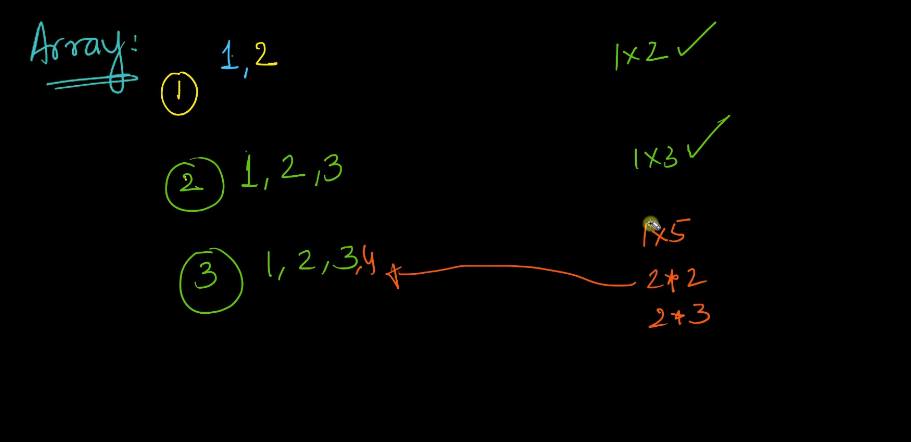 Array:
1, 2
1x2 ✓
①
② 1, 2, 3
1x3 ✓
1x5
③ 1, 2, 3, 4
2*2
2*3